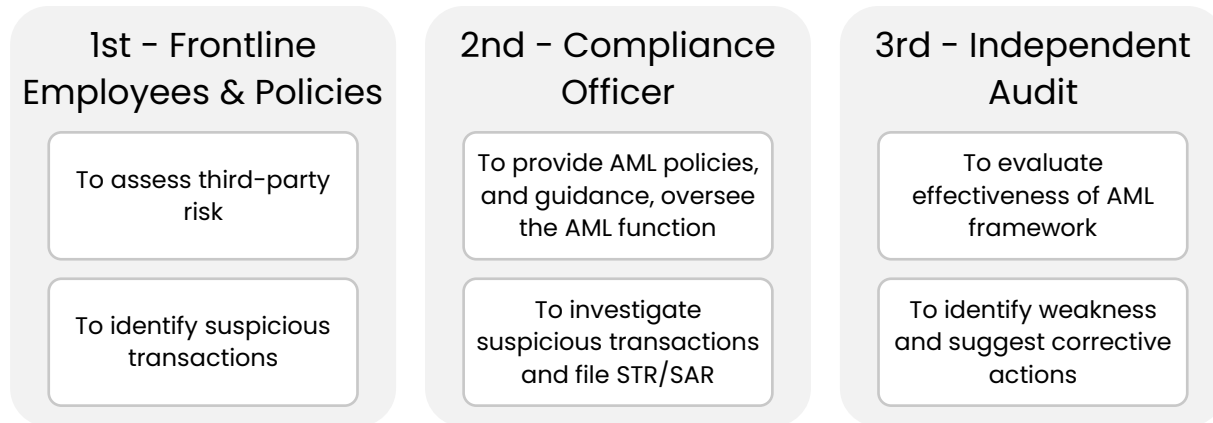 1st - Frontline
Employees & Policies
To assess third-party
risk
To identify suspicious
transactions
2nd - Compliance
Officer
To provide AML policies,
and guidance, oversee
the AML function
To investigate
suspicious transactions
and file STR/SAR
3rd - Independent
Audit
To evaluate
effectiveness of AML
framework
To identify weakness
and suggest corrective
actions